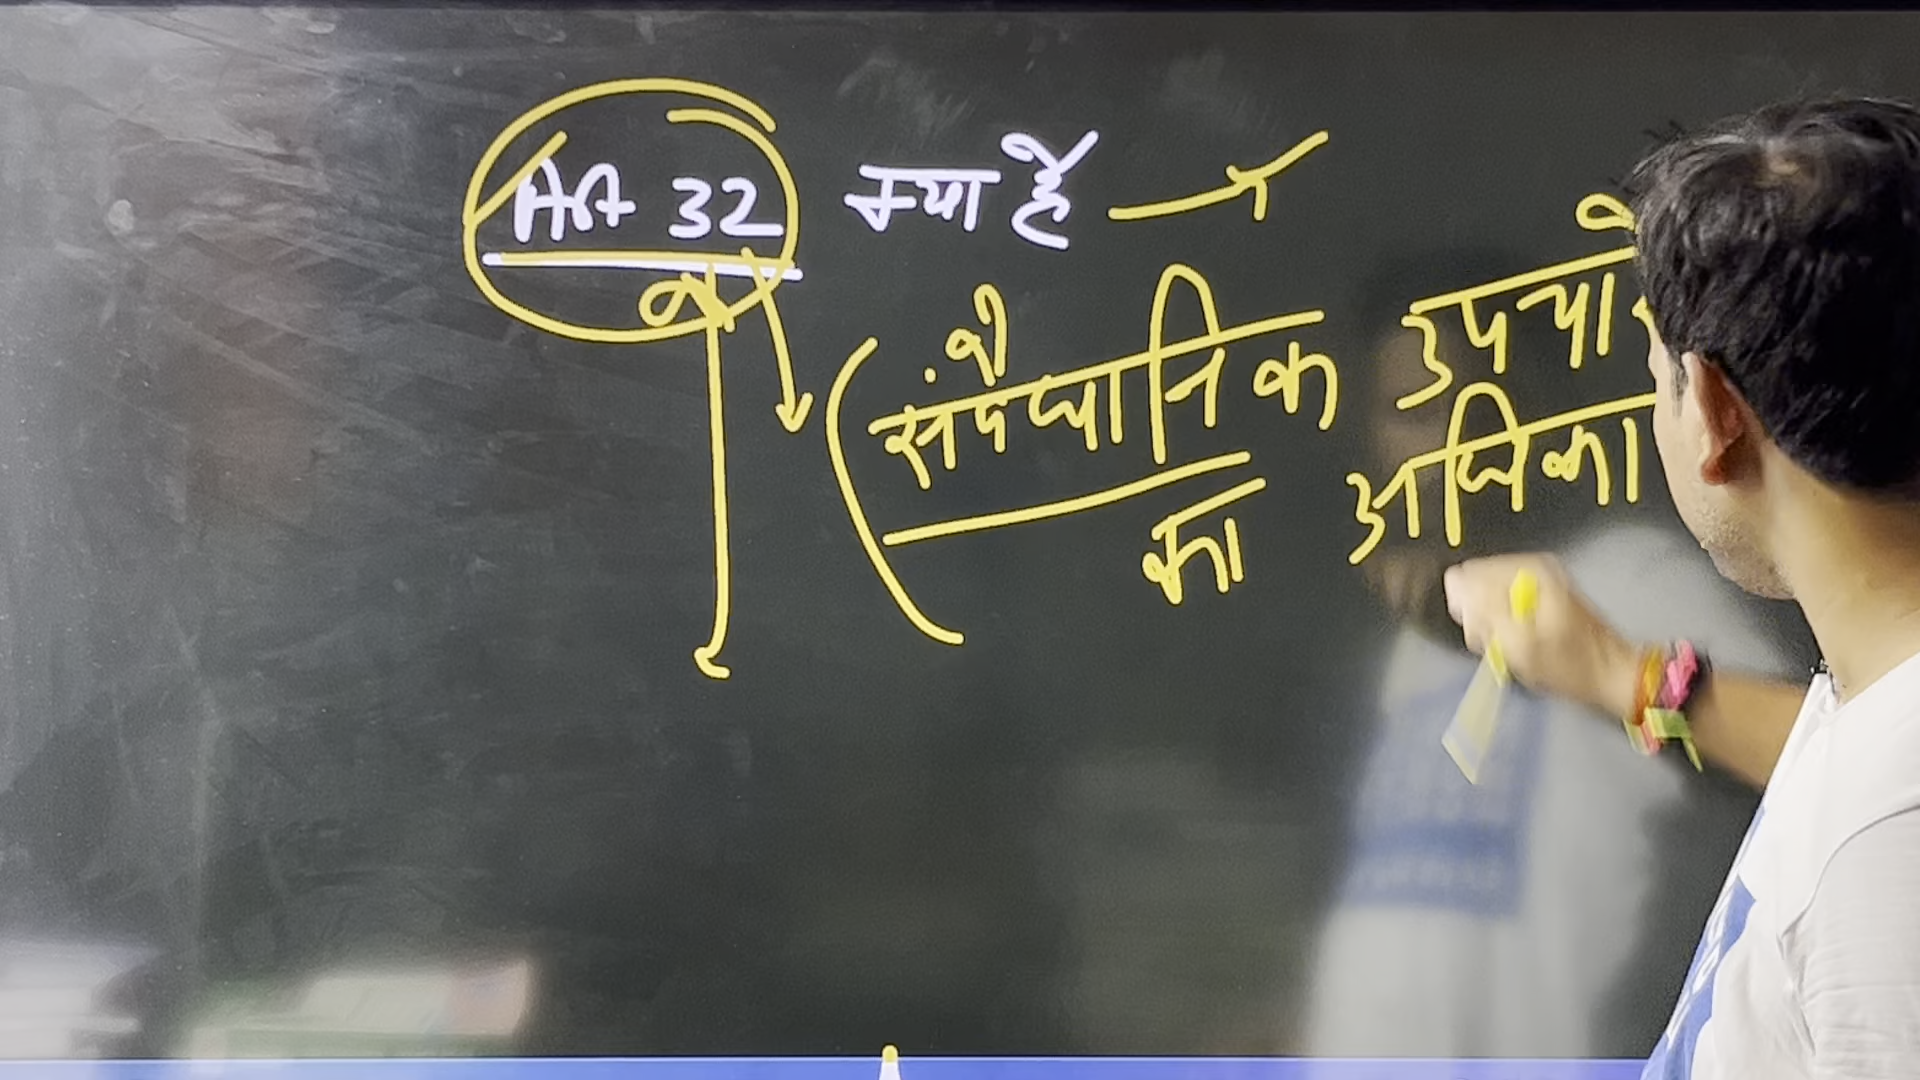 Art 32 क्या है
संवैधानिक उपचारों
का अधिकार